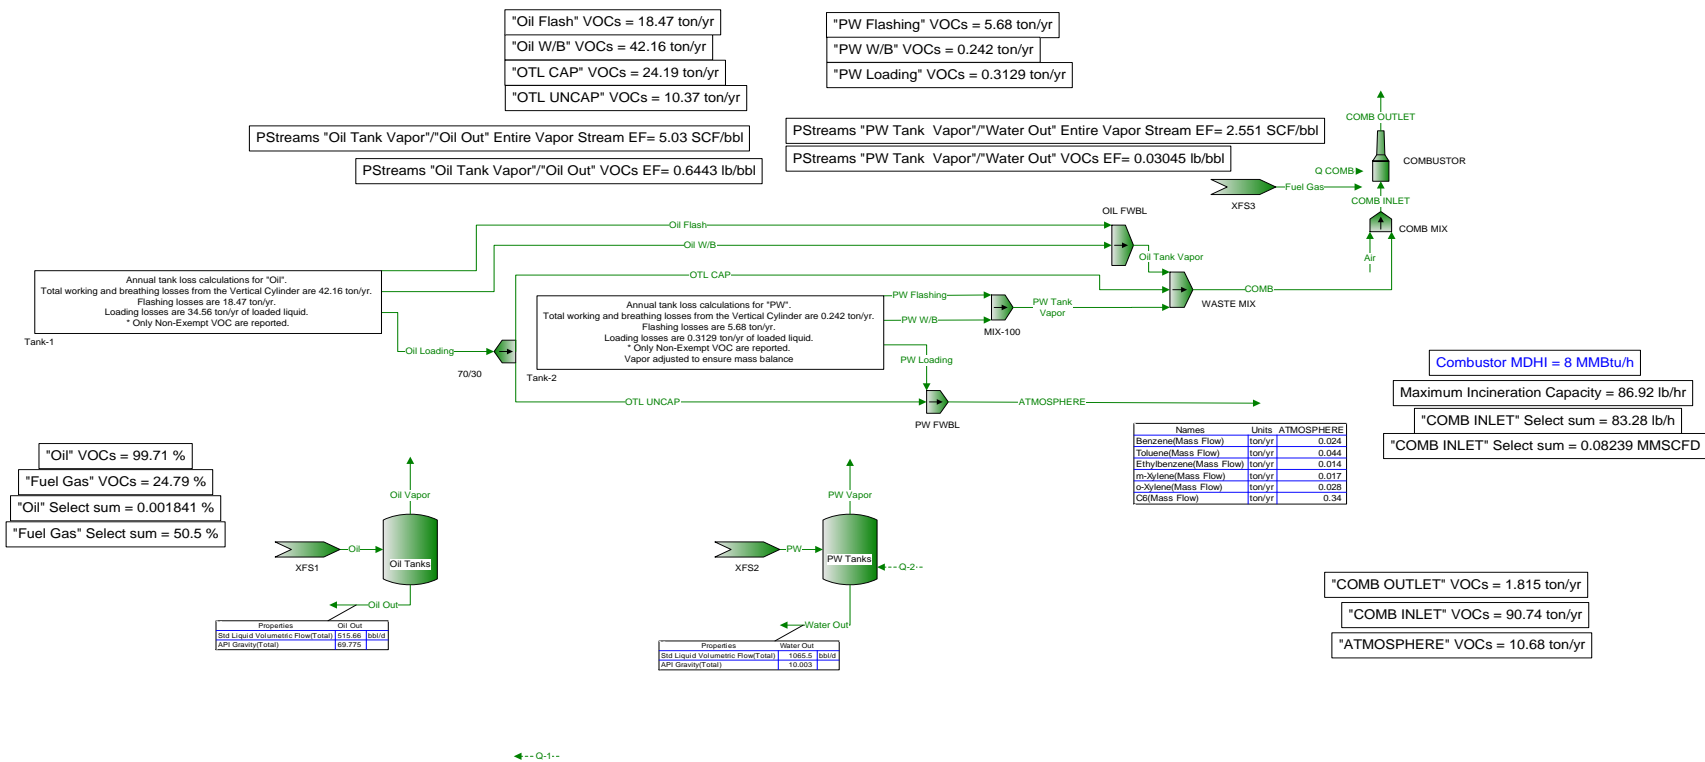 "Oil Flash" VOCs = 18.47 ton/yr
"Oil W/B" VOCs = 42.16 ton/yr
"OTL CAP" VOCs = 24.19 ton/yr
"OTL UNCAP" VOCs = 10.37 ton/yr
"PW Flashing" VOCs = 5.68 ton/yr
"PW W/B" VOCs = 0.242 ton/yr
"PW Loading" VOCs = 0.3129 ton/yr
PStreams "Oil Tank Vapor"/"Oil Out" Entire Vapor Stream EF= 5.03 SCF/bbl
PStreams "Oil Tank Vapor"/"Oil Out" VOCs EF= 0.6443 lb/bbl
PStreams "PW Tank  Vapor"/"Water Out" Entire Vapor Stream EF= 2.551 SCF/bbl
PStreams "PW Tank  Vapor"/"Water Out" VOCs EF= 0.03045 lb/bbl
COMB OUTLET
COMBUSTOR
Q COMB
Fuel Gas
XFS3
COMB INLET
COMB MIX
Air
OIL FWBL
Oil Flash
Oil W/B
Oil Tank Vapor
OTL CAP
COMB
WASTE MIX
Annual tank loss calculations for "Oil".
Total working and breathing losses from the Vertical Cylinder are 42.16 ton/yr.
Flashing losses are 18.47 ton/yr.
Loading losses are 34.56 ton/yr of loaded liquid.
* Only Non-Exempt VOC are reported.
Tank-1
Oil Loading
70/30
Annual tank loss calculations for "PW".
Total working and breathing losses from the Vertical Cylinder are 0.242 ton/yr.
Flashing losses are 5.68 ton/yr.
Loading losses are 0.3129 ton/yr of loaded liquid.
* Only Non-Exempt VOC are reported.
Vapor adjusted to ensure mass balance
Tank-2
PW Flashing
PW W/B
MIX-100
PW Tank
Vapor
PW Loading
OTL UNCAP
PW FWBL
ATMOSPHERE
Combustor MDHI = 8 MMBtu/h
Maximum Incineration Capacity = 86.92 lb/hr
"COMB INLET" Select sum = 83.28 lb/h
"COMB INLET" Select sum = 0.08239 MMSCFD
Names Units ATMOSPHERE
Benzene(Mass Flow) ton/yr 0.024
Toluene(Mass Flow) ton/yr 0.044
Ethylbenzene(Mass Flow) ton/yr 0.014
m-Xylene(Mass Flow) ton/yr 0.017
o-Xylene(Mass Flow) ton/yr 0.028
C6(Mass Flow) ton/yr 0.34
"Oil" VOCs = 99.71 %
"Fuel Gas" VOCs = 24.79 %
"Oil" Select sum = 0.001841 %
"Fuel Gas" Select sum = 50.5 %
Oil Vapor
XFS1
Oil
Oil Tanks
Oil Out
Properties Oil Out
Std Liquid Volumetric Flow(Total) 515.66 bbl/d
API Gravity(Total) 69.775
PW Vapor
XFS2
PW
PW Tanks
Q-2
Water Out
Properties Water Out
Std Liquid Volumetric Flow(Total) 1065.5 bbl/d
API Gravity(Total) 10.003
"COMB OUTLET" VOCs = 1.815 ton/yr
"COMB INLET" VOCs = 90.74 ton/yr
"ATMOSPHERE" VOCs = 10.68 ton/yr
Q-1